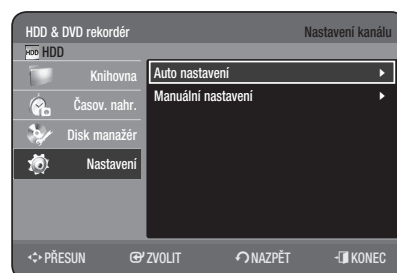 HDD & DVD rekordér Nastavení kanálu
HDD HDD
Knihovna
Auto nastavení
Časov. nahr.
Manuální nastavení
Disk manažér
Nastavení
PŘESUN ZVOLIT NAZPĚT KONEC